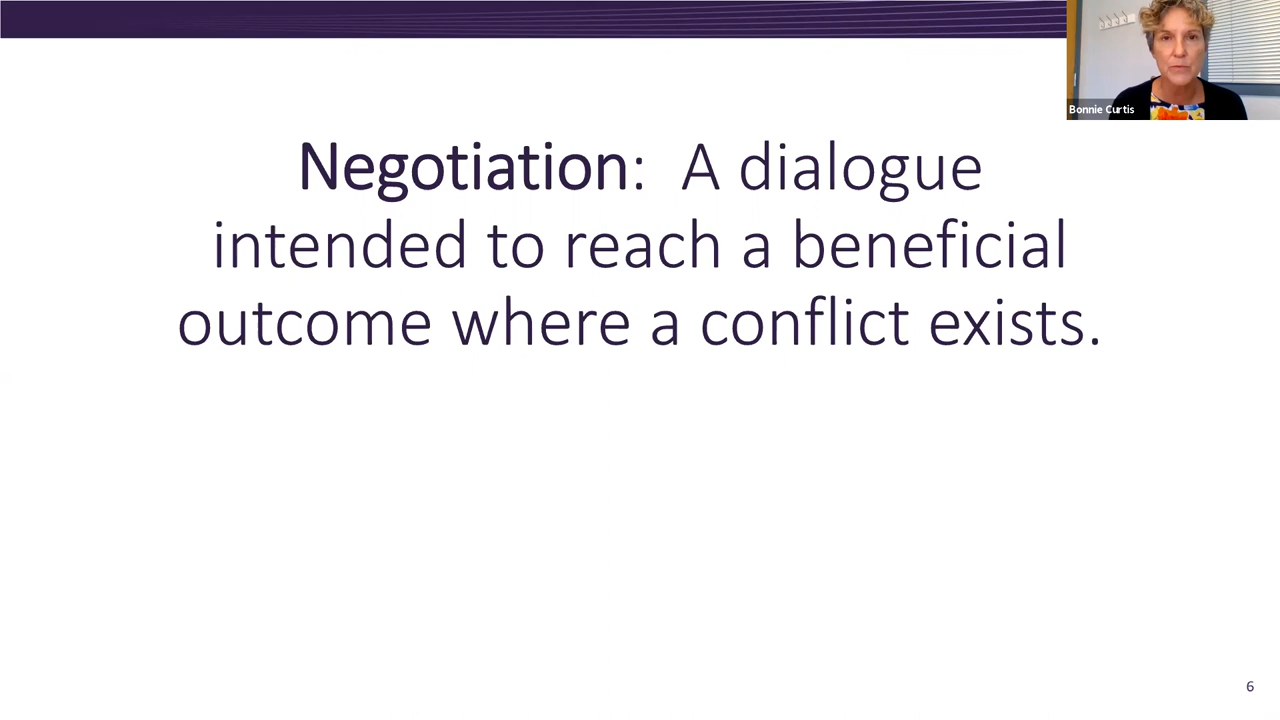 Bonnie Curtis
Negotiation: A dialogue
intended to reach a beneficial
outcome where a conflict exists.
6